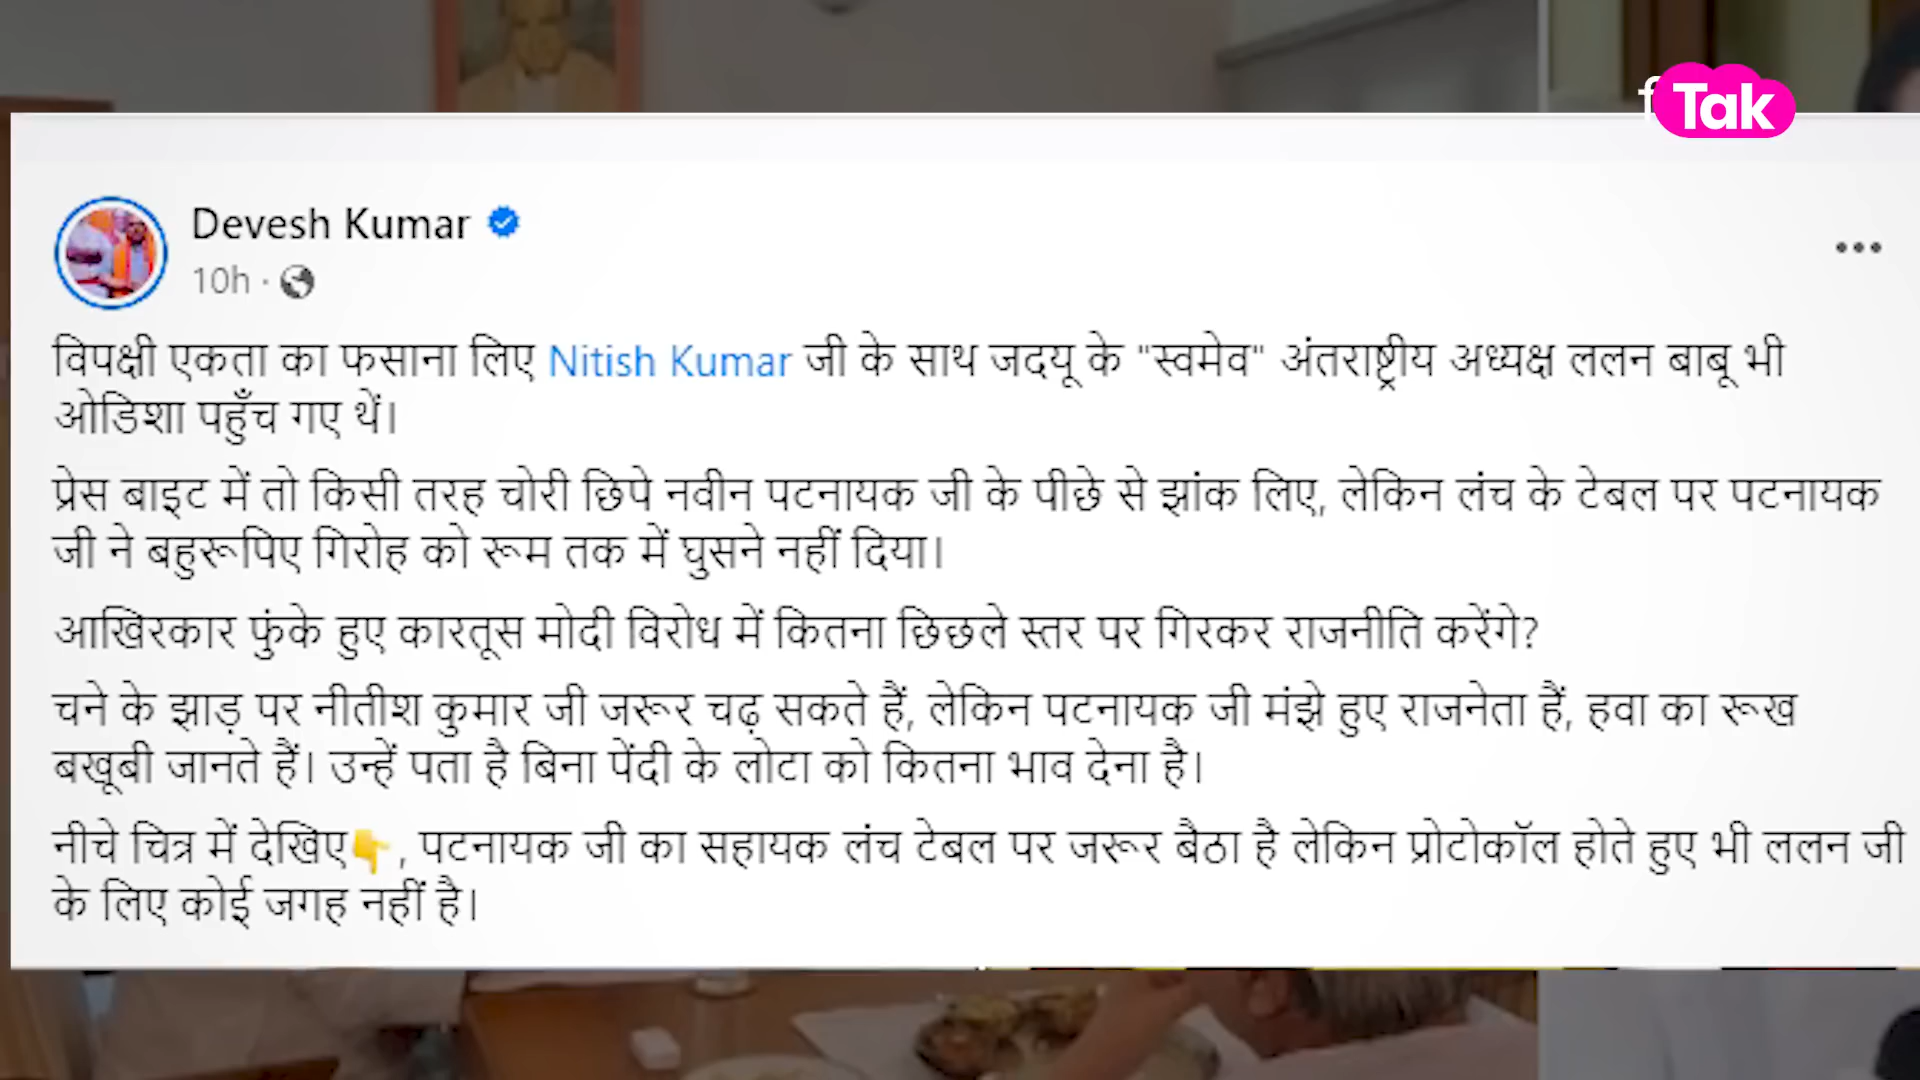 f
Tak
Devesh Kumar
10h ·
विपक्षी एकता का फसाना लिए Nitish Kumar जी के साथ जदयू के "स्वमेव" अंतराष्ट्रीय अध्यक्ष ललन बाबू भी
ओडिशा पहुँच गए थें।
प्रेस बाइट में तो किसी तरह चोरी छिपे नवीन पटनायक जी के पीछे से झांक लिए, लेकिन लंच के टेबल पर पटनायक
जी ने बहुरूपिए गिरोह को रूम तक में घुसने नहीं दिया।
आखिरकार फुंके हुए कारतूस मोदी विरोध में कितना छिछले स्तर पर गिरकर राजनीति करेंगे?
चने के झाड़ पर नीतीश कुमार जी जरूर चढ़ सकते हैं, लेकिन पटनायक जी मंझे हुए राजनेता हैं, हवा का रूख
बखूबी जानते हैं। उन्हें पता है बिना पेंदी के लोटा को कितना भाव देना है।
नीचे चित्र में देखिए👇, पटनायक जी का सहायक लंच टेबल पर जरूर बैठा है लेकिन प्रोटोकॉल होते हुए भी ललन जी
के लिए कोई जगह नहीं है।